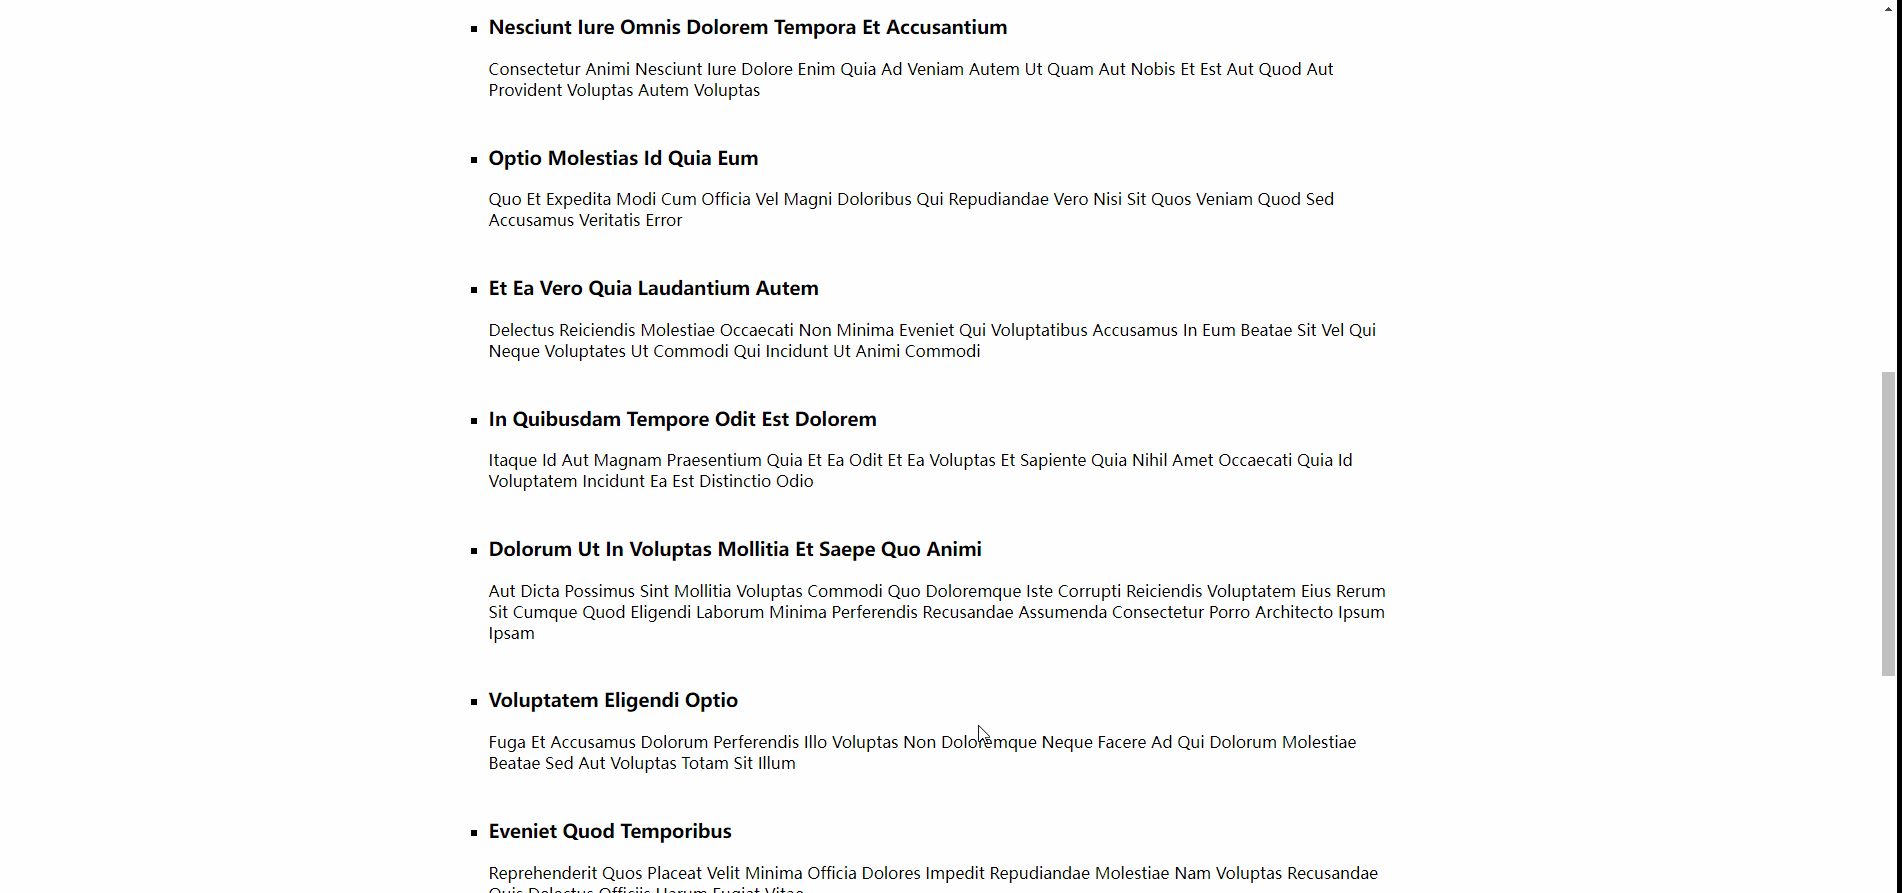 Nesciunt Iure Omnis Dolorem Tempora Et Accusantium
Consectetur Animi Nesciunt Iure Dolore Enim Quia Ad Veniam Autem Ut Quam Aut Nobis Et Est Aut Quod Aut
Provident Voluptas Autem Voluptas
Optio Molestias Id Quia Eum
Quo Et Expedita Modi Cum Officia Vel Magni Doloribus Qui Repudiandae Vero Nisi Sit Quos Veniam Quod Sed
Accusamus Veritatis Error
Et Ea Vero Quia Laudantium Autem
Delectus Reiciendis Molestiae Occaecati Non Minima Eveniet Qui Voluptatibus Accusamus In Eum Beatae Sit Vel Qui
Neque Voluptates Ut Commodi Qui Incidunt Ut Animi Commodi
In Quibusdam Tempore Odit Est Dolorem
Itaque Id Aut Magnam Praesentium Quia Et Ea Odit Et Ea Voluptas Et Sapiente Quia Nihil Amet Occaecati Quia Id
Voluptatem Incidunt Ea Est Distinctio Odio
Dolorum Ut In Voluptas Mollitia Et Saepe Quo Animi
Aut Dicta Possimus Sint Mollitia Voluptas Commodi Quo Doloremque Iste Corrupti Reiciendis Voluptatem Eius Rerum
Sit Cumque Quod Eligendi Laborum Minima Perferendis Recusandae Assumenda Consectetur Porro Architecto Ipsum
Ipsam
Voluptatem Eligendi Optio
Fuga Et Accusamus Dolorum Perferendis Illo Voluptas Non Doloremque Neque Facere Ad Qui Dolorum Molestiae
Beatae Sed Aut Voluptas Totam Sit Illum
Eveniet Quod Temporibus
Reprehenderit Quos Placeat Velit Minima Officia Dolores Impedit Repudiandae Molestiae Nam Voluptas Recusandae
Quis Delectus Officiis Harum Fugiat Vitae